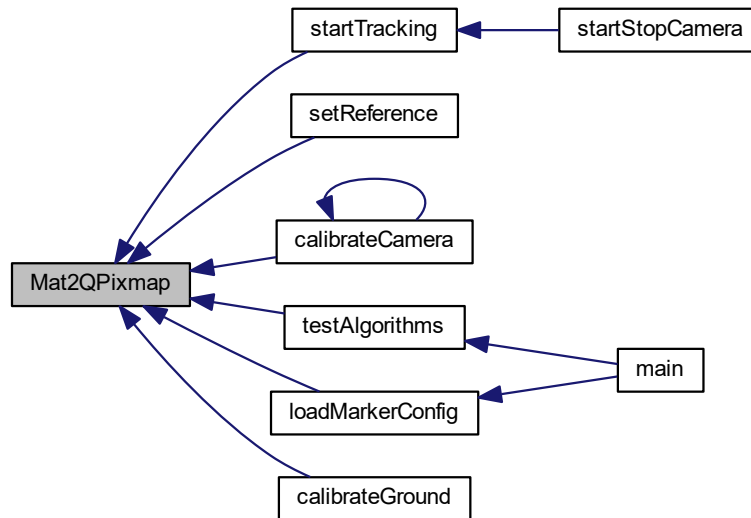 startTracking
startStopCamera
setReference
calibrateCamera
Mat2QPixmap
testAlgorithms
main
loadMarkerConfig
calibrateGround